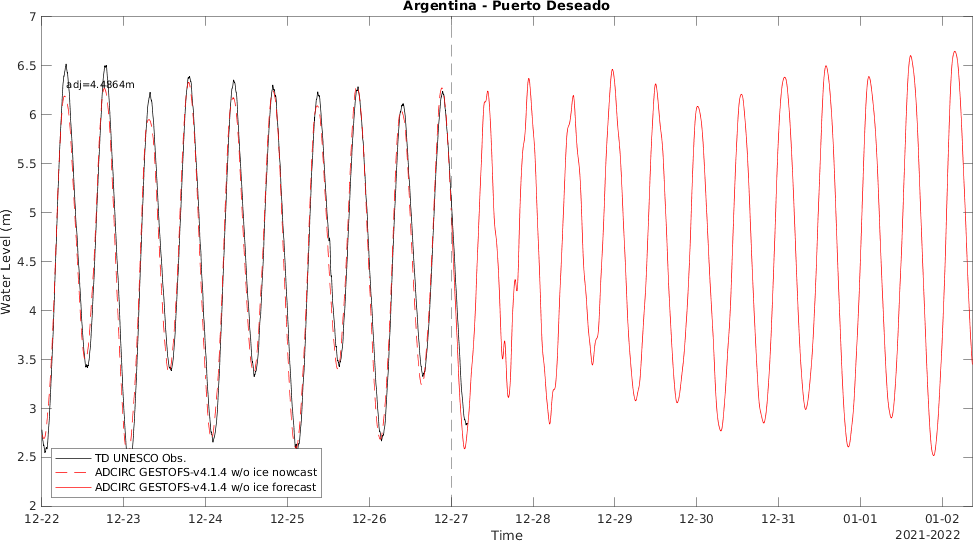 Argentina - Puerto Deseado
7
6.5
adj=4.4864m
6
5.5
5
4.5
4
3.5
3
2.5
2
Water Level (m)
TD UNESCO Obs.
ADCIRC GESTOFS-v4.1.4 w/o ice nowcast
ADCIRC GESTOFS-v4.1.4 w/o ice forecast
12-22 12-23 12-24 12-25 12-26 12-27 12-28 12-29 12-30 12-31 01-01 01-02
Time
2021-2022